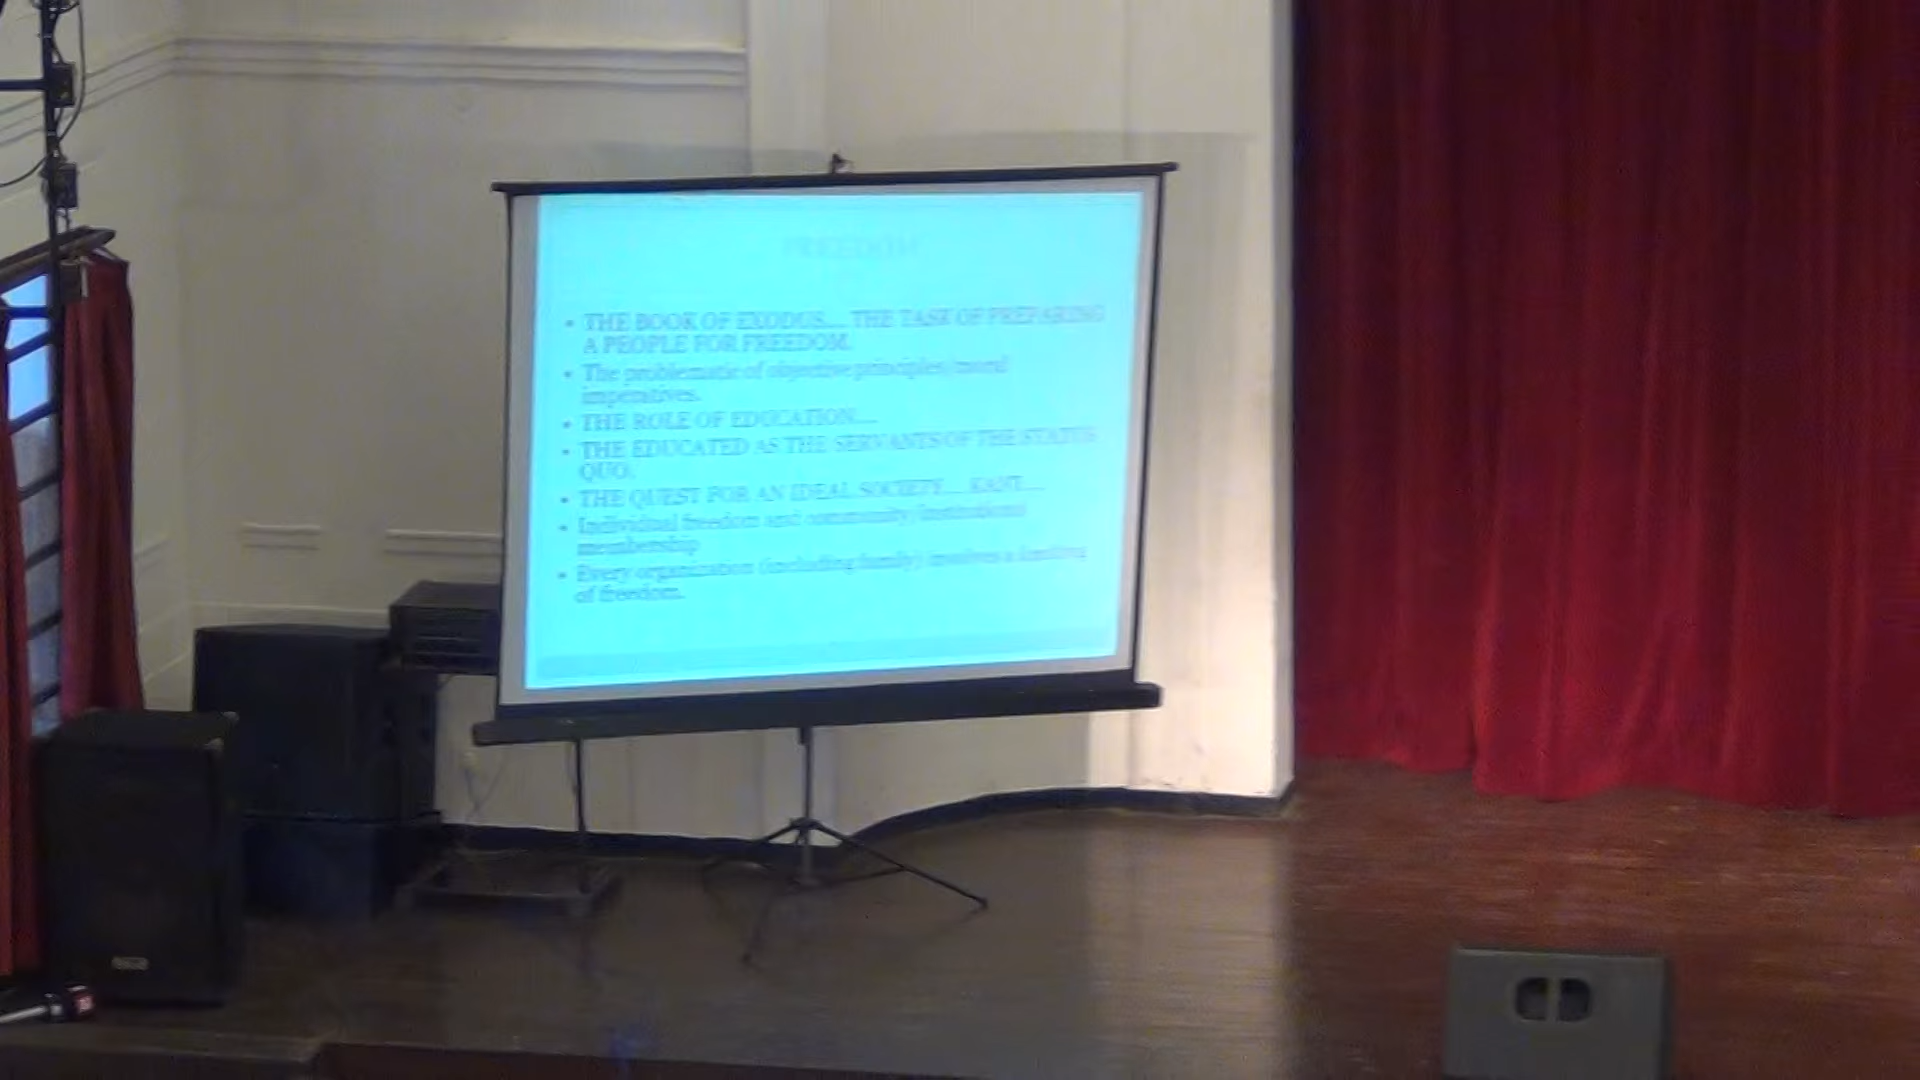 FREEDOM
• THE BOOK OF EXODUS.... THE TASK OF PREPARING
A PEOPLE FOR FREEDOM.
• The problematic of objective principles/moral
imperatives.
• THE ROLE OF EDUCATION....
• THE EDUCATED AS THE SERVANTS OF THE STATUS
QUO.
• THE QUEST FOR AN IDEAL SOCIETY.... KANT....
• Individual freedom and community/institutional
membership
• Every organization (including family) involves a limiting
of freedom.